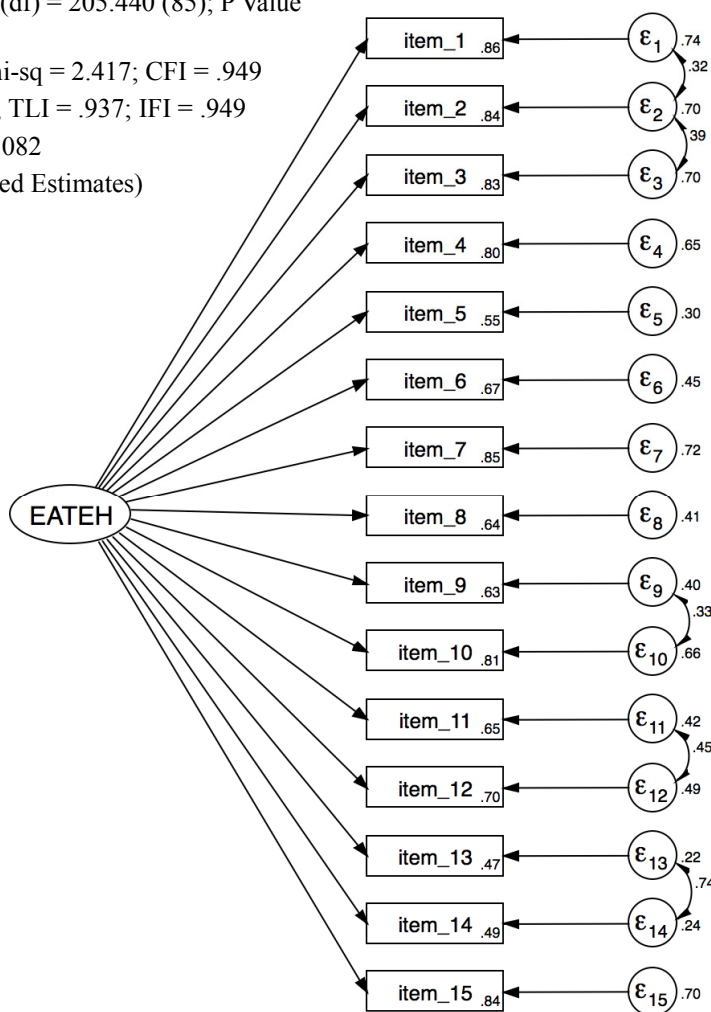 (df) = 205.440 (85); P value
ni-sq = 2.417; CFI = .949
, TLI = .937; IFI = .949
082
ed Estimates)
EATEH
item_1 .86 ε1 .74
.32
item_2 .84 ε2 .70
.39
item_3 .83 ε3 .70
item_4 .80 ε4 .65
item_5 .55 ε5 .30
item_6 .67 ε6 .45
item_7 .85 ε7 .72
item_8 .64 ε8 .41
item_9 .63 ε9 .40
.33
item_10 .81 ε10 .66
item_11 .65 ε11 .42
.45
item_12 .70 ε12 .49
item_13 .47 ε13 .22
.74
item_14 .49 ε14 .24
item_15 .84 ε15 .70